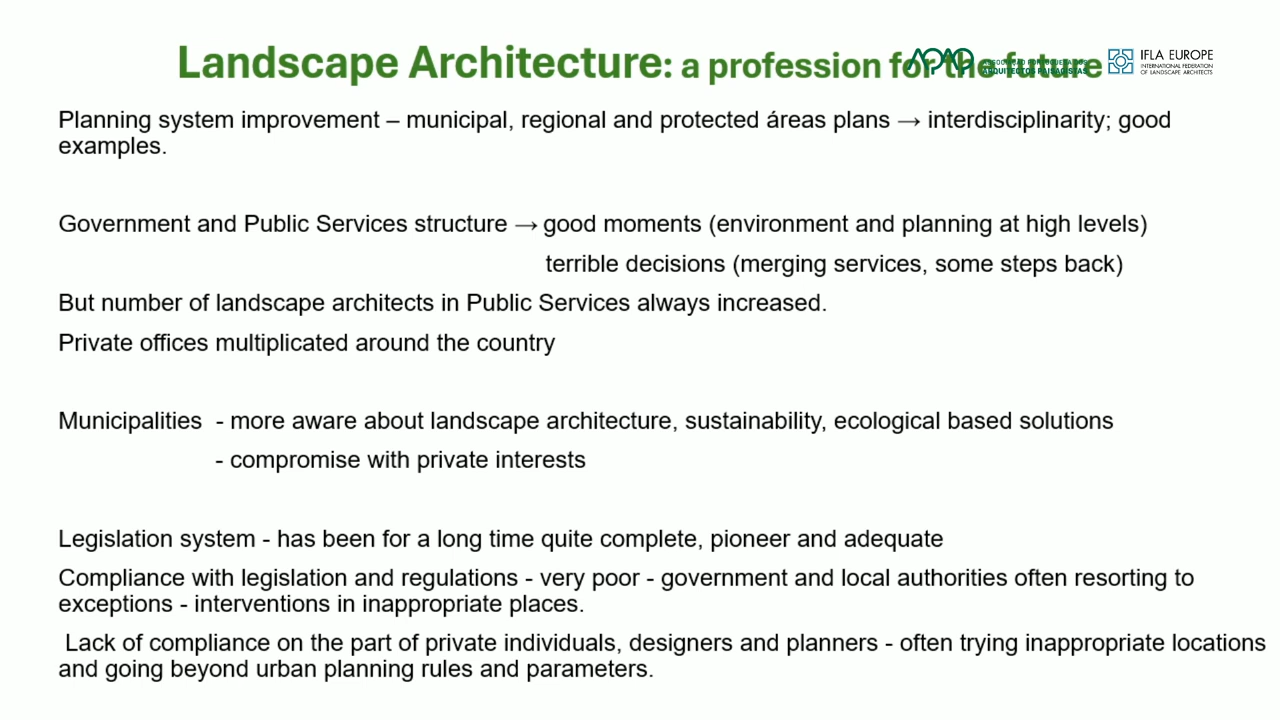 Landscape Architecture: a profession for the future
APAP
ARQUITECTOS PAISAGISTAS
IFLA EUROPE
INTERNATIONAL FEDERATION
OF LANDSCAPE ARCHITECTS
Planning system improvement – municipal, regional and protected áreas plans → interdisciplinarity; good
examples.
Government and Public Services structure → good moments (environment and planning at high levels)
terrible decisions (merging services, some steps back)
But number of landscape architects in Public Services always increased.
Private offices multiplicated around the country
Municipalities - more aware about landscape architecture, sustainability, ecological based solutions
- compromise with private interests
Legislation system - has been for a long time quite complete, pioneer and adequate
Compliance with legislation and regulations - very poor - government and local authorities often resorting to
exceptions - interventions in inappropriate places.
Lack of compliance on the part of private individuals, designers and planners - often trying inappropriate locations
and going beyond urban planning rules and parameters.